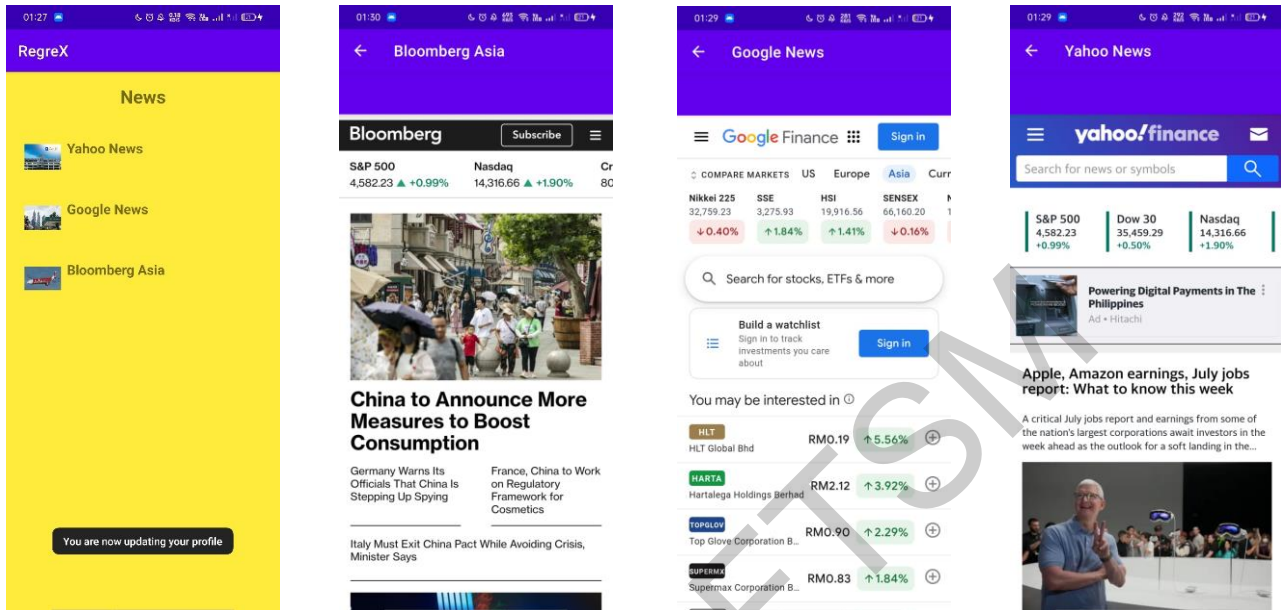 01:27
RegreX
News
Yahoo News
Google News
Bloomberg Asia
You are now updating your profile
01:30
Bloomberg Asia
Bloomberg
Subscribe
S&P 500
4,582.23 ▲ +0.99%
Nasdaq
14,316.66 ▲ +1.90%
Cr
80
China to Announce More
Measures to Boost
Consumption
Germany Warns Its
Officials That China Is
Stepping Up Spying
France, China to Work
on Regulatory
Framework for
Cosmetics
Italy Must Exit China Pact While Avoiding Crisis,
Minister Says
01:29
Google News
Google Finance
Sign in
COMPARE MARKETS US Europe Asia Curr
Nikkei 225
32,759.23
↓0.40%
SSE
3,275.93
↑1.84%
HSI
19,916.56
↑1.41%
SENSEX
66,160.20
↓0.16%
Search for stocks, ETFs & more
Build a watchlist
Sign in to track
investments you care
about
Sign in
You may be interested in
HLT
HLT Global Bhd
RM0.19 ↑5.56%
HARTA
Hartalega Holdings Berhad
RM2.12 ↑3.92%
TOPGLOV
Top Glove Corporation B...
RM0.90 ↑2.29%
SUPERMX
Supermax Corporation B...
RM0.83 ↑1.84%
01:29
Yahoo News
yahoo!finance
Search for news or symbols
S&P 500
4,582.23
+0.99%
Dow 30
35,459.29
+0.50%
Nasdaq
14,316.66
+1.90%
Powering Digital Payments in The
Philippines
Ad • Hitachi
Apple, Amazon earnings, July jobs
report: What to know this week
A critical July jobs report and earnings from some of
the nation's largest corporations await investors in the
week ahead as the outlook for a soft landing in the...
ETSM